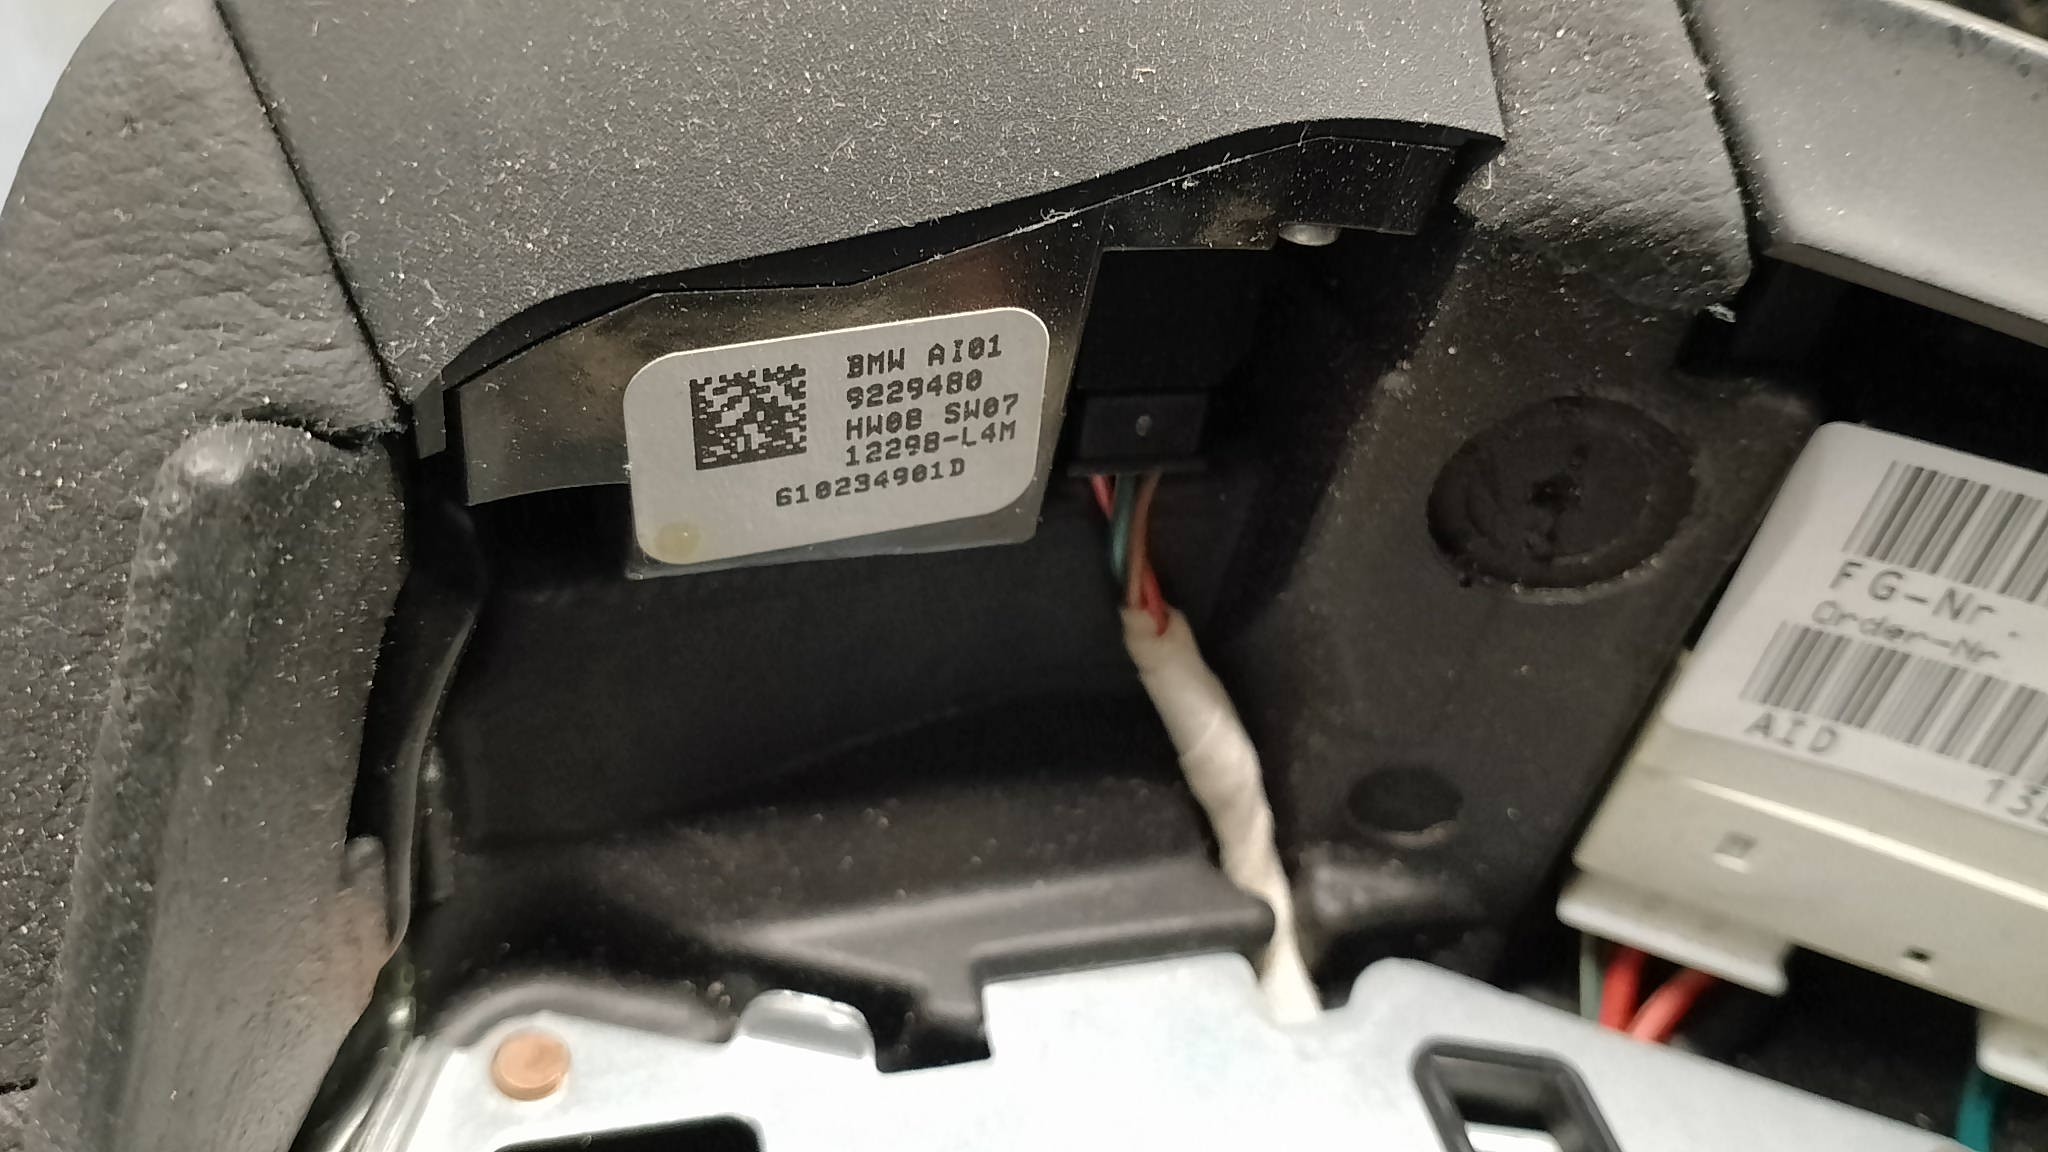 BMW AI01
9229480
HW08 SW07
12298-L4M
610234901D
FG-Nr.
Order-Nr
AID